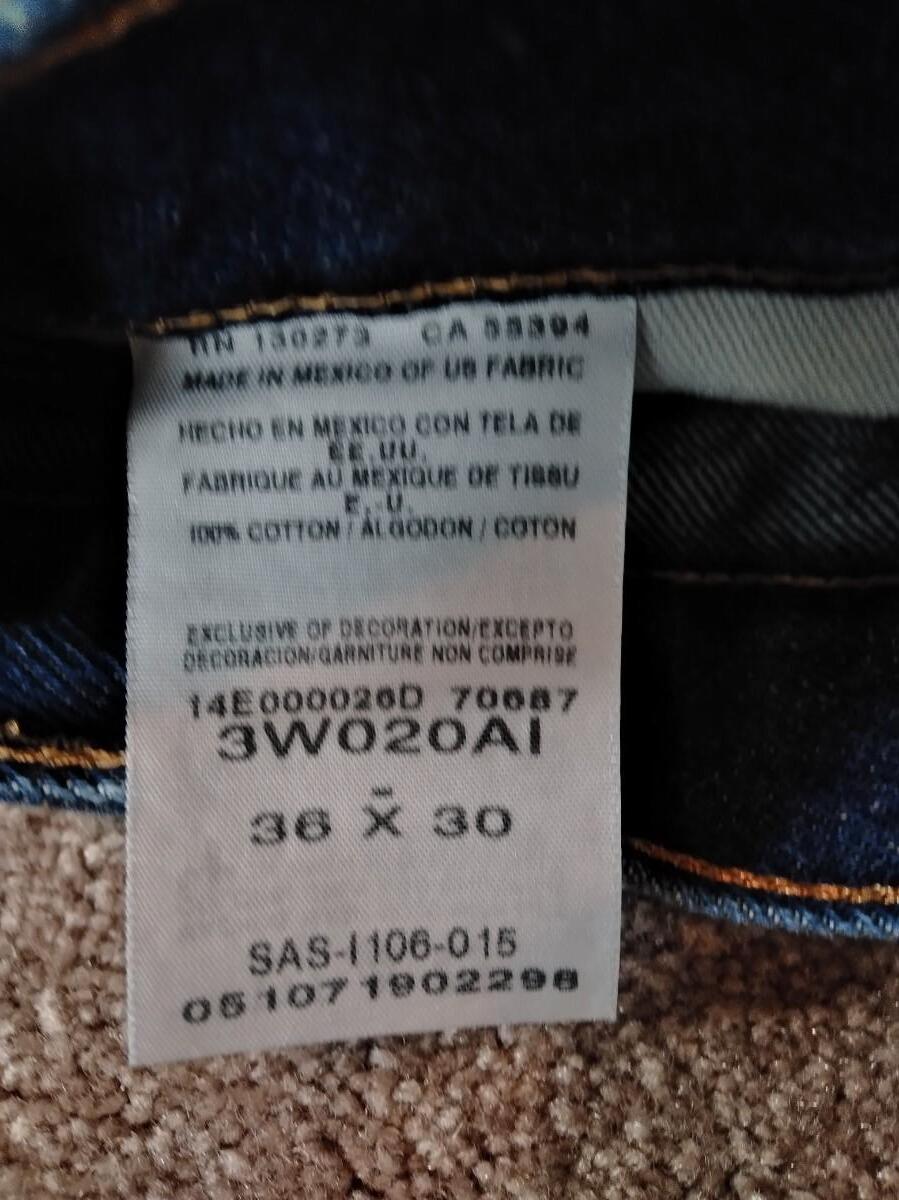 RN 130273 CA 55394
MADE IN MEXICO OF US FABRIC
HECHO EN MEXICO CON TELA DE
EE.UU.
FABRIQUE AU MEXIQUE DE TISSU
E.-U.
100% COTTON / ALGODON / COTON
EXCLUSIVE OF DECORATION/EXCEPTO
DECORACION/GARNITURE NON COMPRISE
14E000026D 70687
3W020AI
-
36 X 30
SAS-I106-015
051071902298